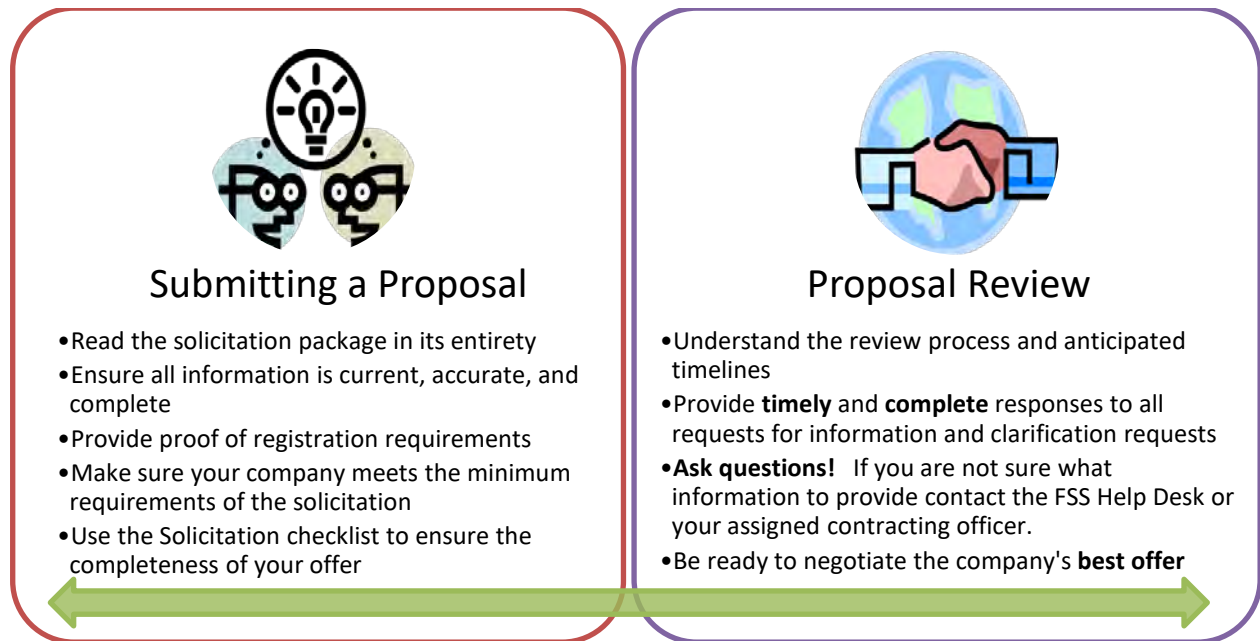 Submitting a Proposal
•Read the solicitation package in its entirety
•Ensure all information is current, accurate, and
complete
•Provide proof of registration requirements
•Make sure your company meets the minimum
requirements of the solicitation
•Use the Solicitation checklist to ensure the
completeness of your offer
Proposal Review
•Understand the review process and anticipated
timelines
•Provide timely and complete responses to all
requests for information and clarification requests
•Ask questions!  If you are not sure what
information to provide contact the FSS Help Desk or
your assigned contracting officer.
•Be ready to negotiate the company's best offer